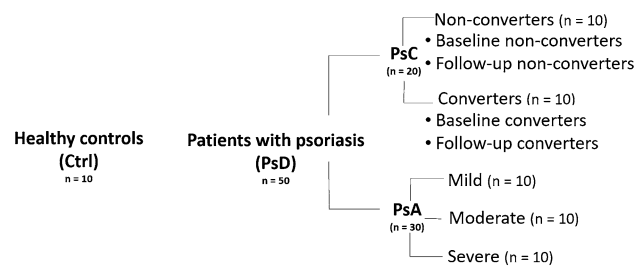 Healthy controls
(Ctrl)
n = 10
Patients with psoriasis
(PsD)
n = 50
PsC
(n = 20)
Non-converters (n = 10)
• Baseline non-converters
• Follow-up non-converters
Converters (n = 10)
• Baseline converters
• Follow-up converters
PsA
(n = 30)
Mild (n = 10)
Moderate (n = 10)
Severe (n = 10)